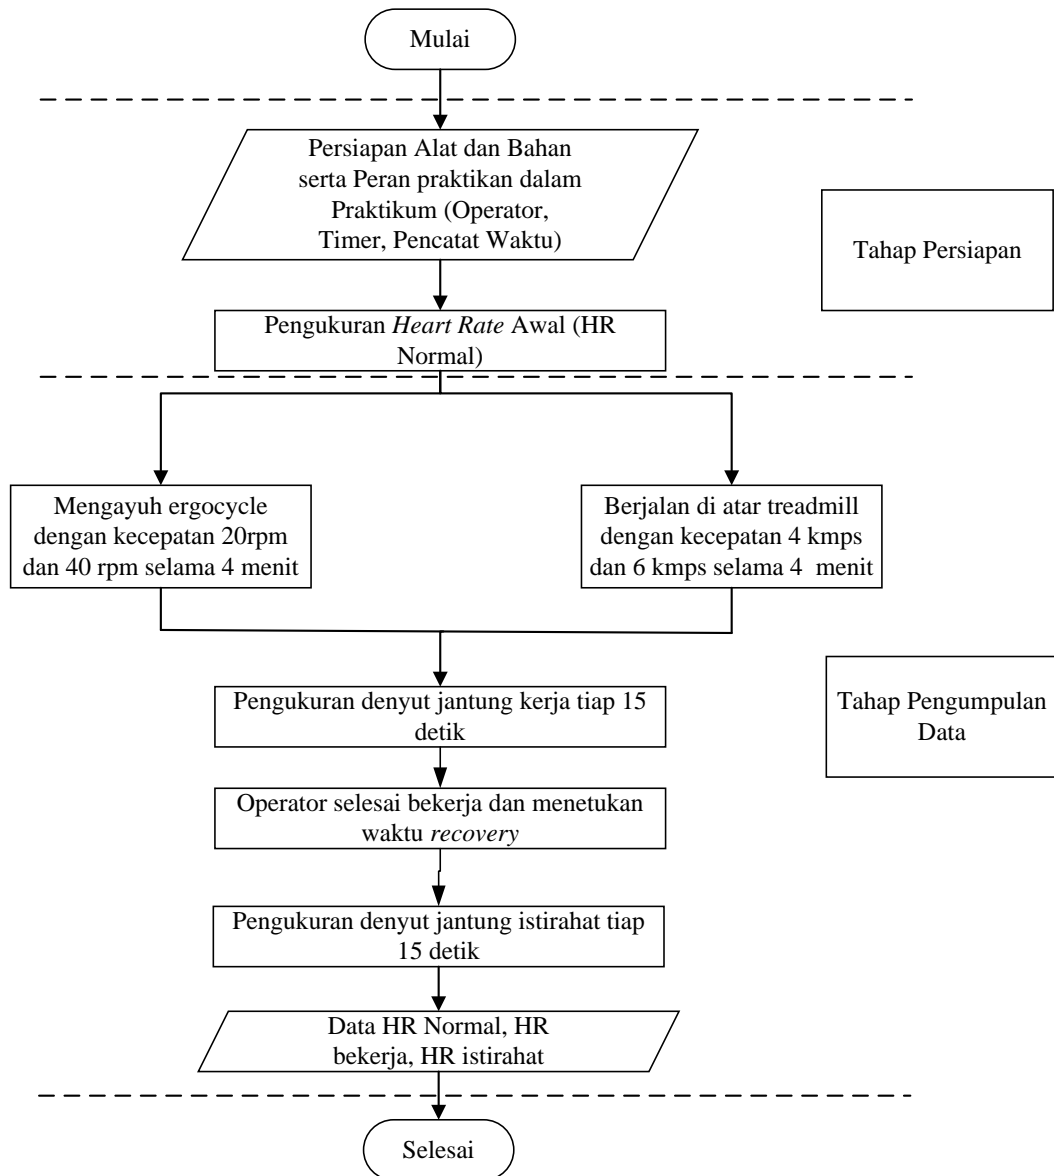 Mulai
Persiapan Alat dan Bahan
serta Peran praktikan dalam
Praktikum (Operator,
Timer, Pencatat Waktu)
Tahap Persiapan
Pengukuran Heart Rate Awal (HR
Normal)
Mengayuh ergocycle
dengan kecepatan 20rpm
dan 40 rpm selama 4 menit
Berjalan di atar treadmill
dengan kecepatan 4 kmps
dan 6 kmps selama 4 menit
Pengukuran denyut jantung kerja tiap 15
detik
Tahap Pengumpulan
Data
Operator selesai bekerja dan menetukan
waktu recovery
Pengukuran denyut jantung istirahat tiap
15 detik
Data HR Normal, HR
bekerja, HR istirahat
Selesai